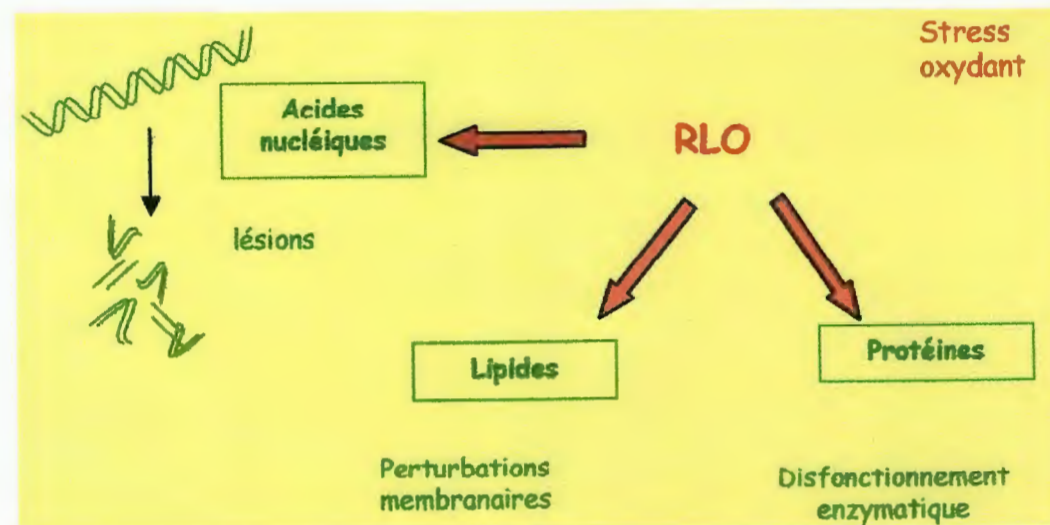 Stress
oxydant
Acides
nucléiques
RLO
lésions
Lipides
Protéines
Perturbations
membranaires
Disfonctionnement
enzymatique